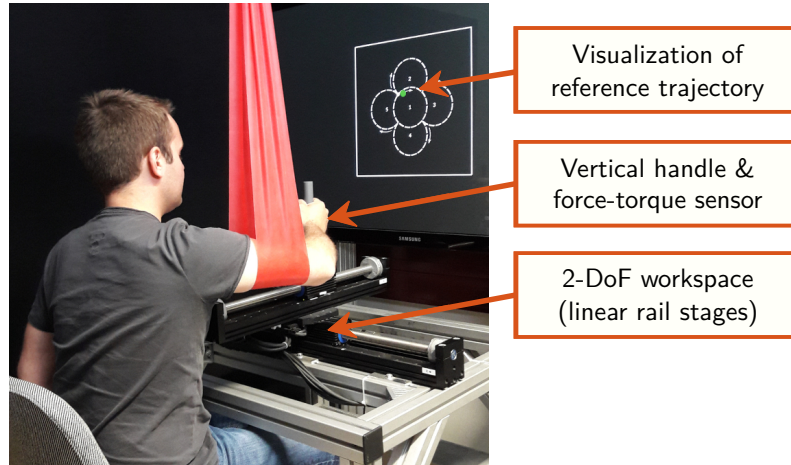 Visualization of
reference trajectory
Vertical handle &
force-torque sensor
2-DoF workspace
(linear rail stages)
2
5
1
3
4
SAMSUNG